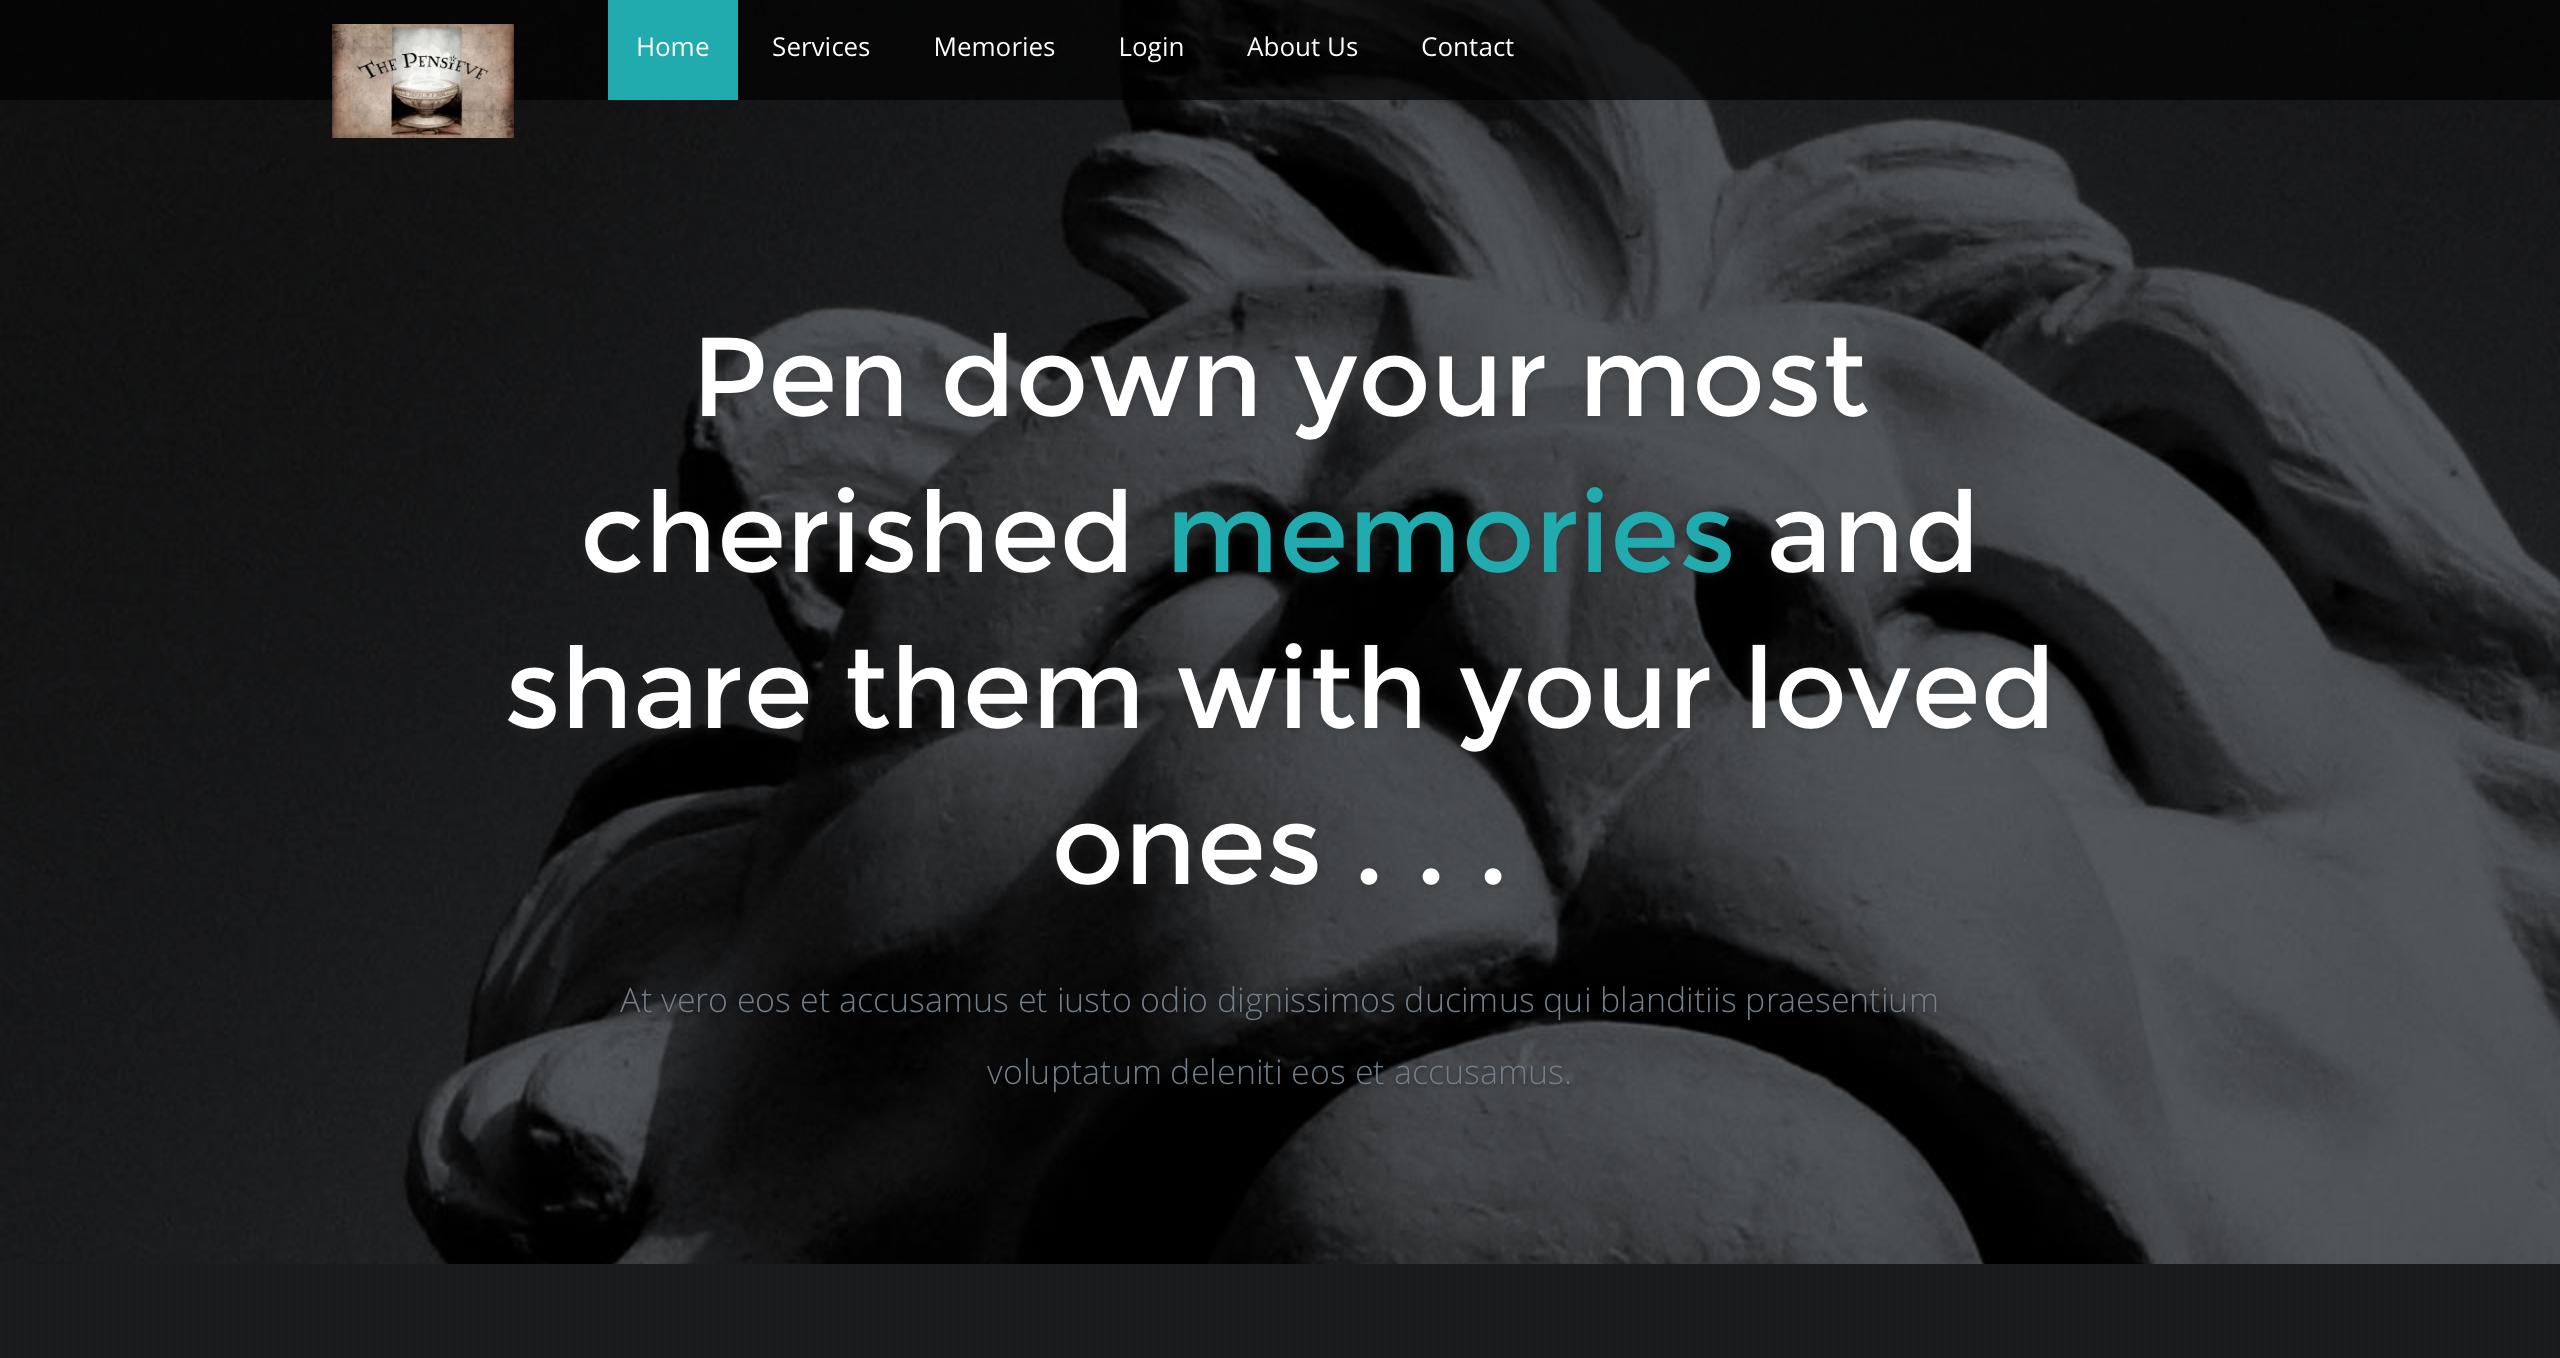 THE PENSIEVE
Home Services Memories Login About Us Contact
Pen down your most
cherished memories and
share them with your loved
ones . . .
At vero eos et accusamus et iusto odio dignissimos ducimus qui blanditiis praesentium
voluptatum deleniti eos et accusamus.